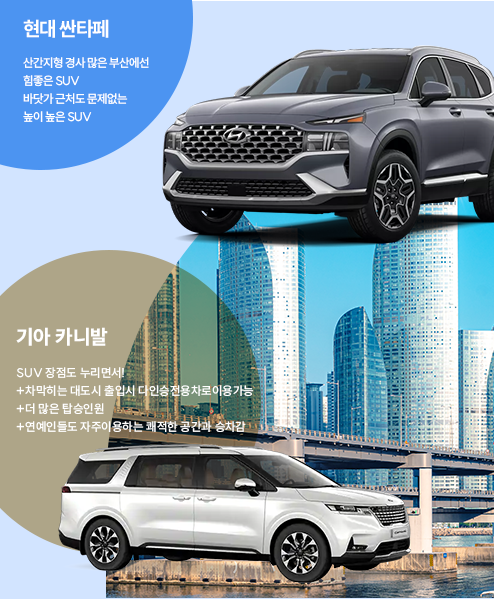 현대 싼타페
산간지형 경사 많은 부산에선
힘좋은 SUV
바닷가 근처도 문제없는
높이 높은 SUV
기아 카니발
SUV 장점도 누리면서!
+차막히는 대도시 출입시 다인승전용차로이용가능
+더 많은 탑승인원
+연예인들도 자주이용하는 쾌적한 공간과 승차감